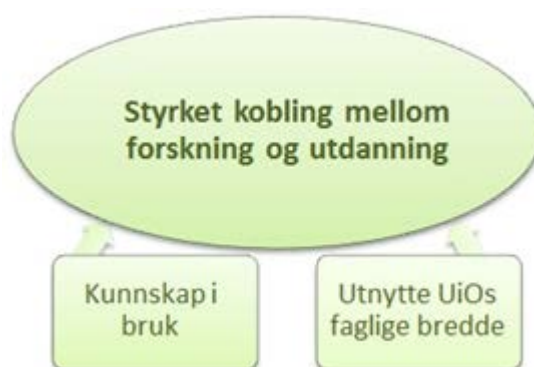 Styrket kobling mellom
forskning og utdanning
Kunnskap i
bruk
Utnytte UiOs
faglige bredde